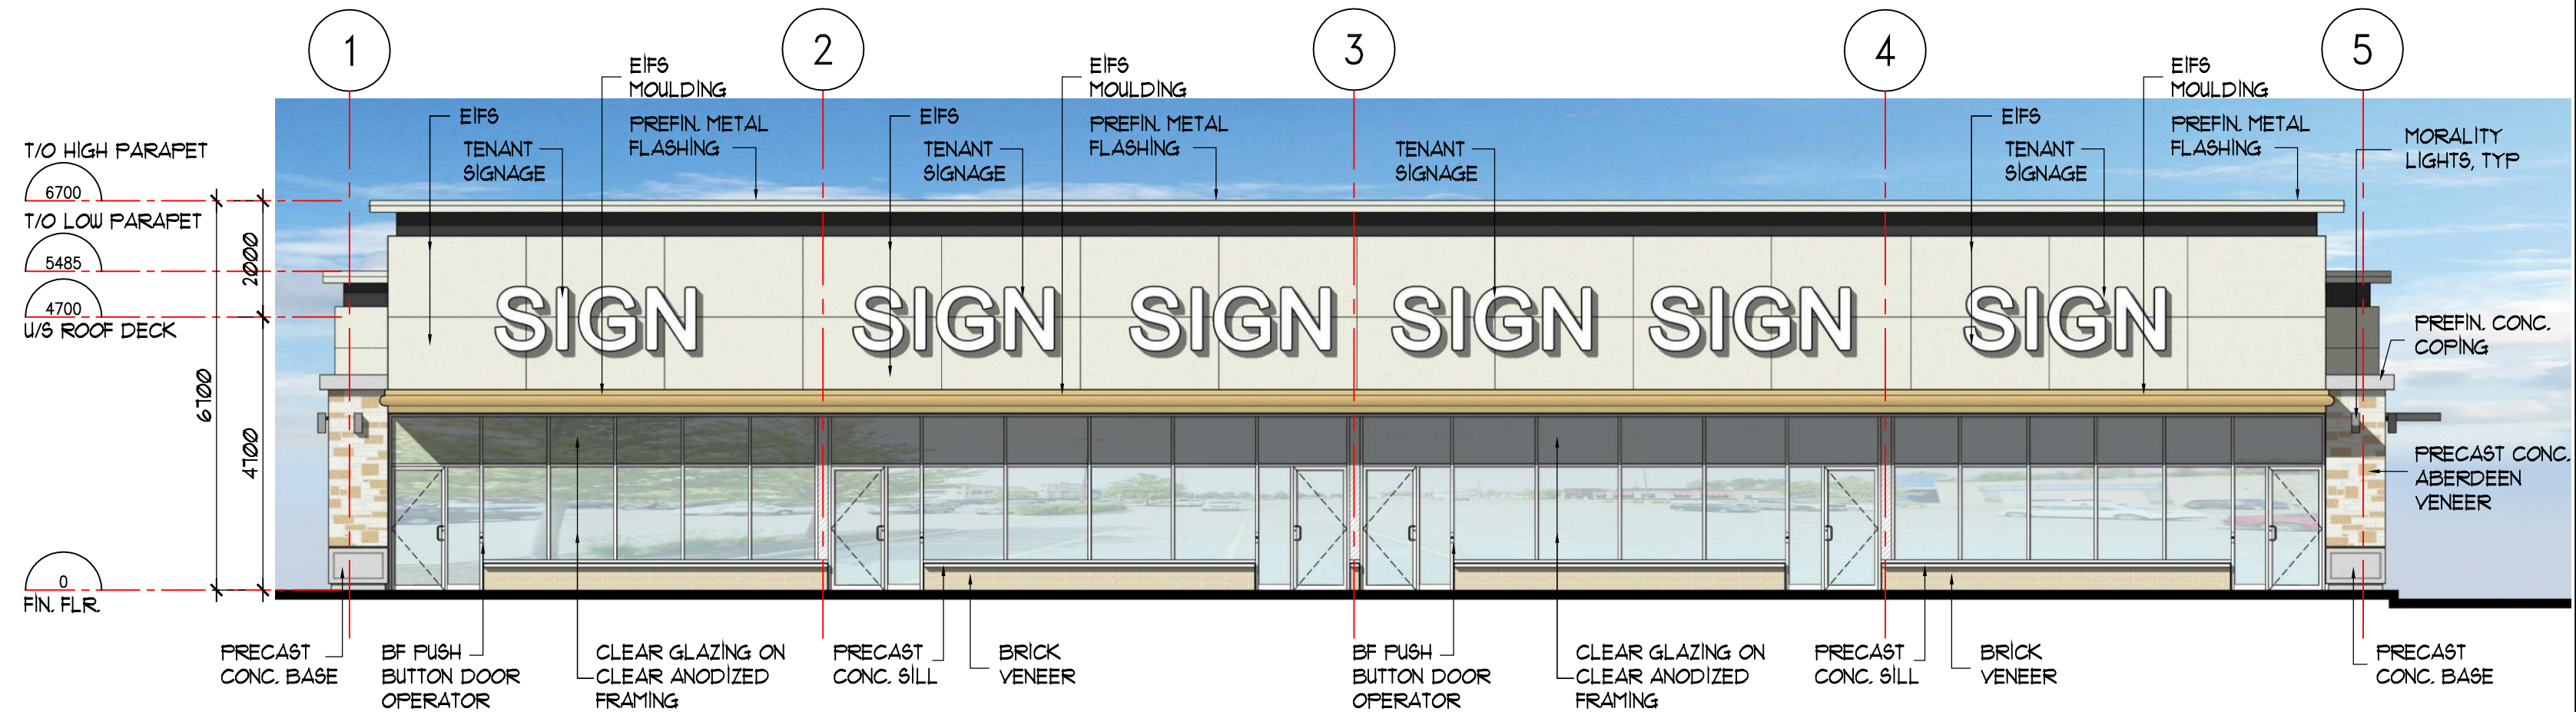 1
2
3
4
5
EIFS
MOULDING
EIFS
TENANT
SIGNAGE
PREFIN. METAL
FLASHING
EIFS
MOULDING
EIFS
TENANT
SIGNAGE
PREFIN. METAL
FLASHING
TENANT
SIGNAGE
EIFS
MOULDING
EIFS
TENANT
SIGNAGE
PREFIN. METAL
FLASHING
MORALITY
LIGHTS, TYP
T/O HIGH PARAPET
6700
T/O LOW PARAPET
5485
4700
U/S ROOF DECK
2000
6700
4700
0
FIN. FLR.
SIGN
SIGN
SIGN
SIGN
SIGN
SIGN
PREFIN. CONC.
COPING
PRECAST CONC.
ABERDEEN
VENEER
PRECAST
CONC. BASE
BF PUSH
BUTTON DOOR
OPERATOR
CLEAR GLAZING ON
CLEAR ANODIZED
FRAMING
PRECAST
CONC. SILL
BRICK
VENEER
BF PUSH
BUTTON DOOR
OPERATOR
CLEAR GLAZING ON
CLEAR ANODIZED
FRAMING
PRECAST
CONC. SILL
BRICK
VENEER
PRECAST
CONC. BASE